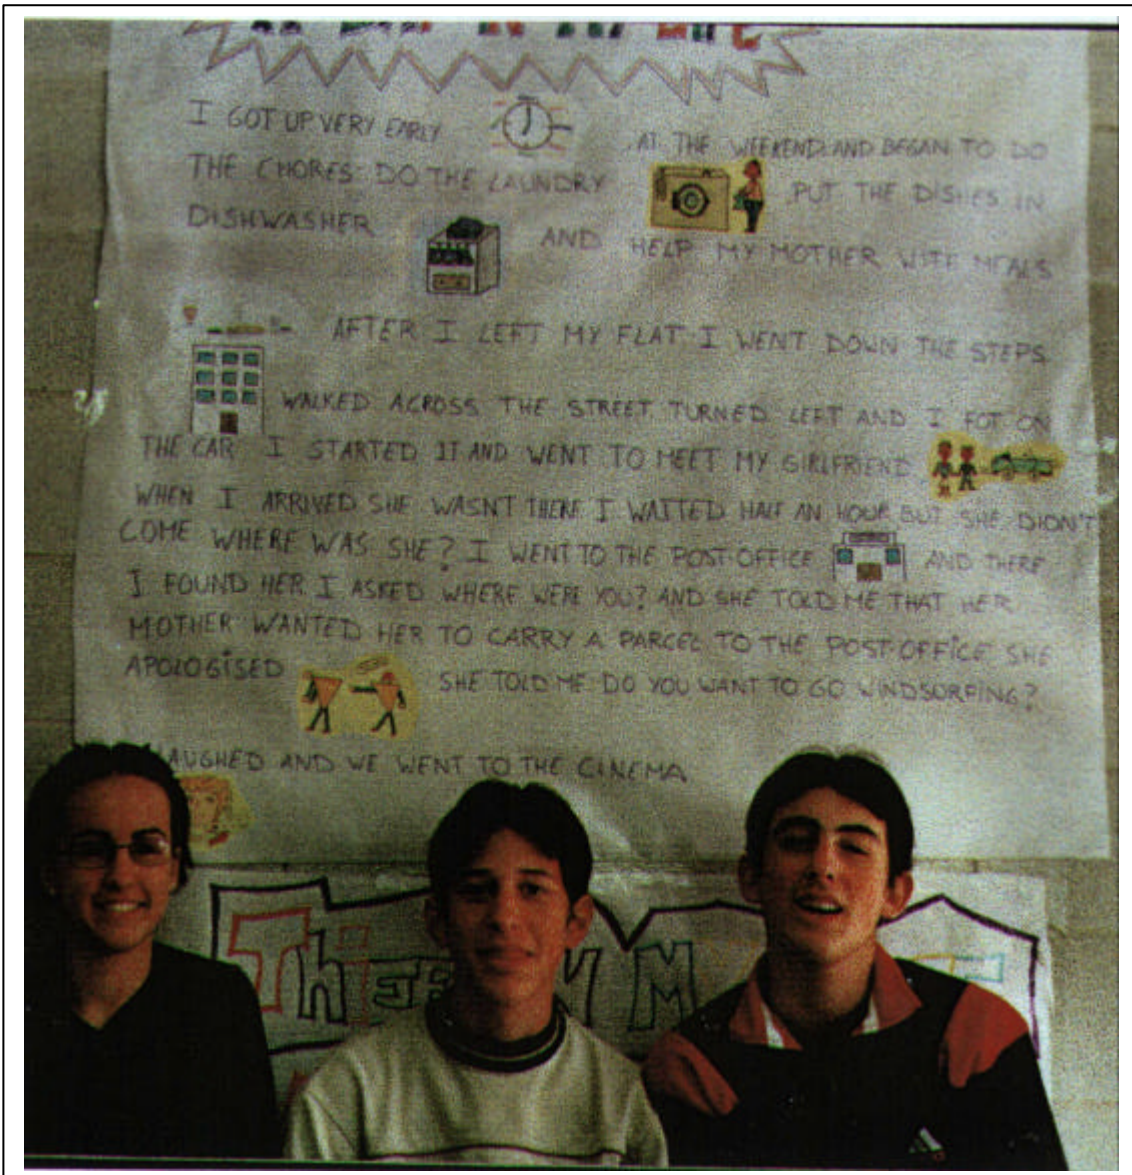 I GOT UP VERY EARLY AT THE WEEKEND AND BEGAN TO DO
THE CHORES: DO THE LAUNDRY PUT THE DISHES IN
DISHWASHER AND HELP MY MOTHER WITH MEALS
AFTER I LEFT MY FLAT I WENT DOWN THE STEPS
WALKED ACROSS THE STREET TURNED LEFT AND I FOT ON
THE CAR I STARTED IT AND WENT TO MEET MY GIRLFRIEND
WHEN I ARRIVED SHE WASNT THERE I WAITED HALF AN HOUR BUT SHE DIDN'T
COME WHERE WAS SHE? I WENT TO THE POST-OFFICE AND THERE
I FOUND HER I ASKED WHERE WERE YOU? AND SHE TOLD ME THAT HER
MOTHER WANTED HER TO CARRY A PARCEL TO THE POST-OFFICE SHE
APOLOGISED SHE TOLD ME DO YOU WANT TO GO WINDSURFING?
LAUGHED AND WE WENT TO THE CINEMA